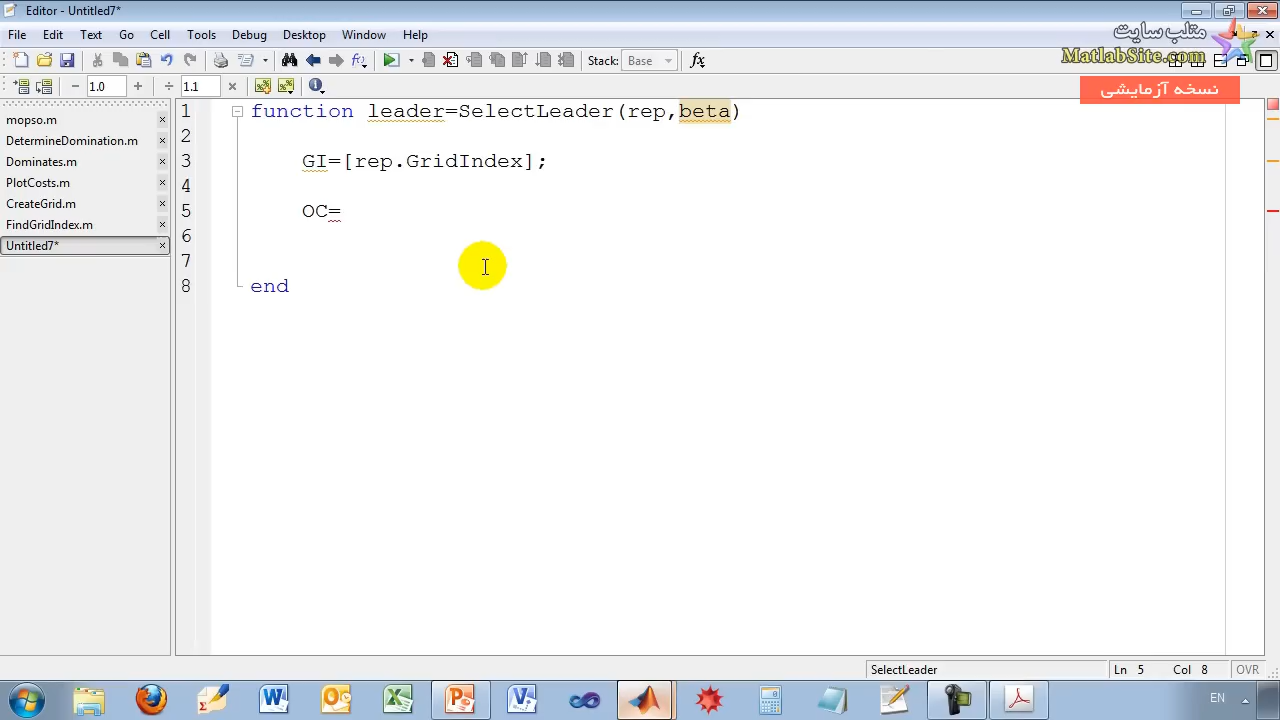 Editor - Untitled7*
File Edit Text Go Cell Tools Debug Desktop Window Help
متلب سایت
MatlabSite.com
Stack: Base fx
1.0 1.1
نسخه آزمایشی
mopso.m
DetermineDomination.m
Dominates.m
PlotCosts.m
CreateGrid.m
FindGridIndex.m
Untitled7*
1 function leader=SelectLeader(rep,beta)
2
3 GI=[rep.GridIndex];
4
5 OC=
6
7
8 end
SelectLeader Ln 5 Col 8 OVR
EN